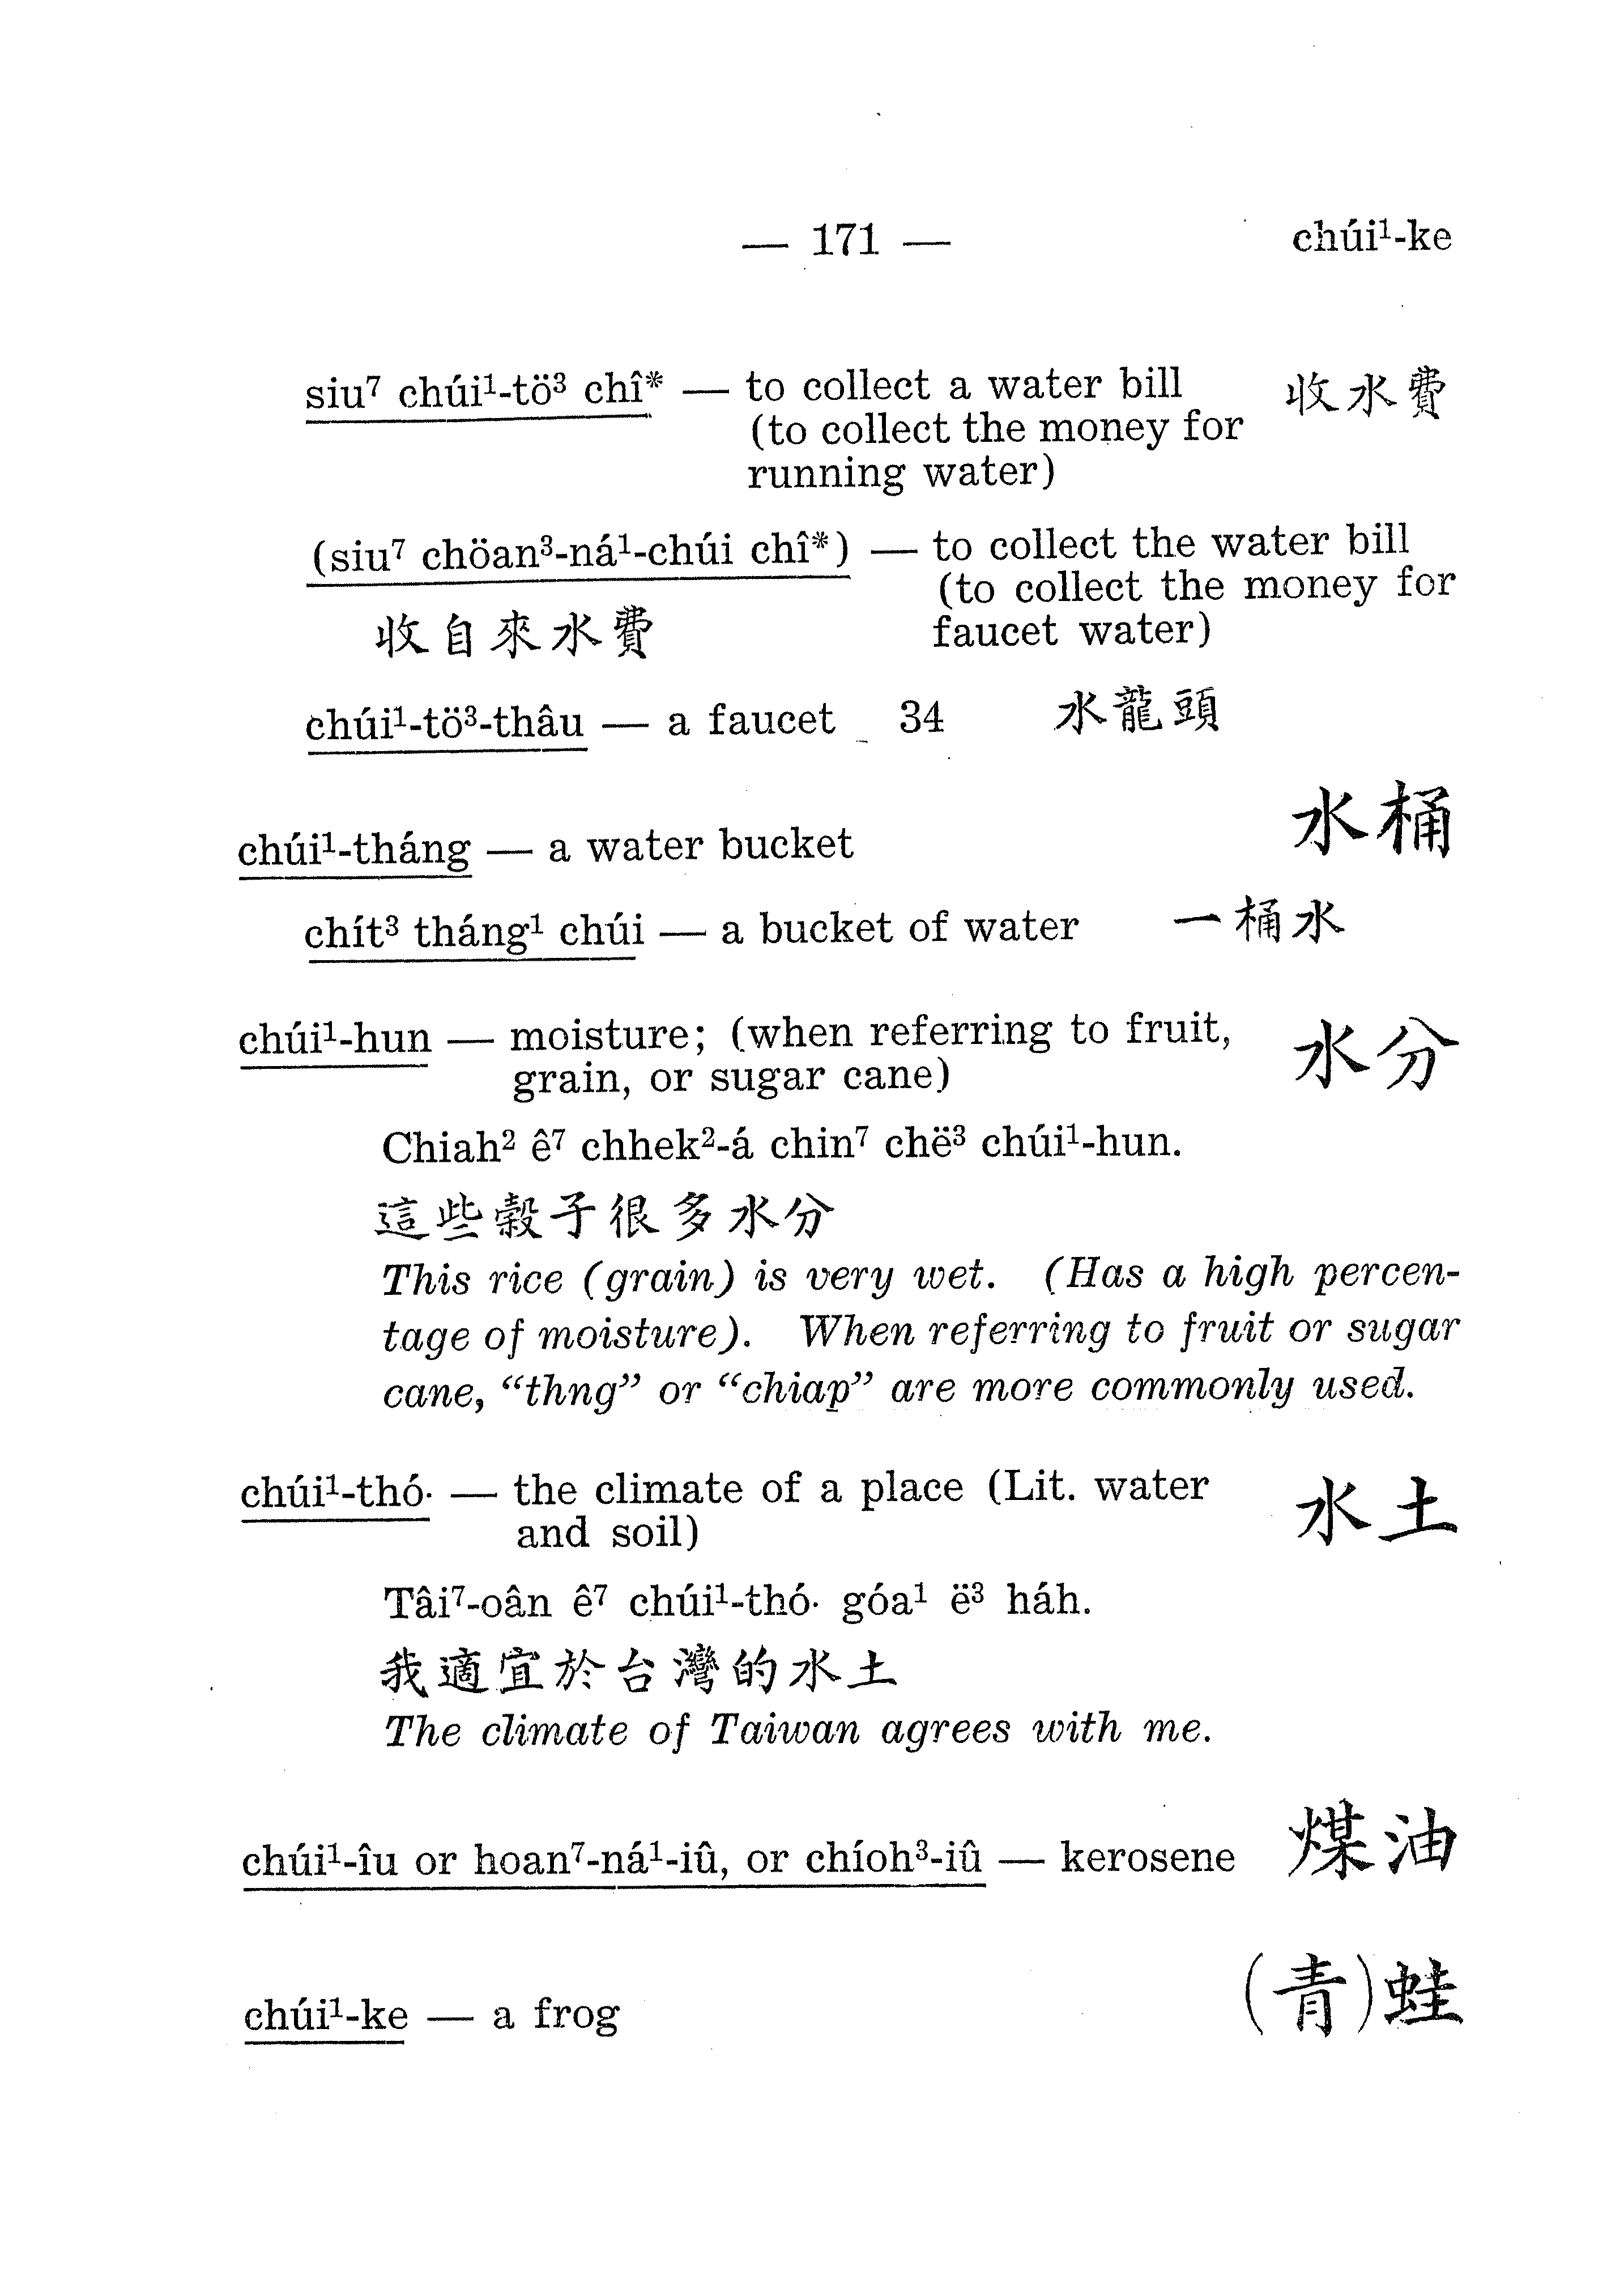 — 171 — chúi¹-ke
siu⁷ chúi¹-tö³ chî* — to collect a water bill 收水費
(to collect the money for
running water)
(siu⁷ chöan³-ná¹-chúi chî*) — to collect the water bill
(to collect the money for
收自來水費 faucet water)
chúi¹-tö³-thâu — a faucet 34 水龍頭
chúi¹-tháng — a water bucket 水桶
chít³ tháng¹ chúi — a bucket of water 一桶水
chúi¹-hun — moisture; (when referring to fruit, 水分
grain, or sugar cane)
Chiah² ê⁷ chhek²-á chin⁷ chë³ chúi¹-hun.
這些穀子很多水分
This rice (grain) is very wet. (Has a high percen-
tage of moisture). When referring to fruit or sugar
cane, “thng” or “chiap” are more commonly used.
chúi¹-thó· — the climate of a place (Lit. water 水土
and soil)
Tâi⁷-oân ê⁷ chúi¹-thó· góa¹ ë³ háh.
我適宜於台灣的水土
The climate of Taiwan agrees with me.
chúi¹-îu or hoan⁷-ná¹-iû, or chíoh³-iû — kerosene 煤油
chúi¹-ke — a frog (青)蛙